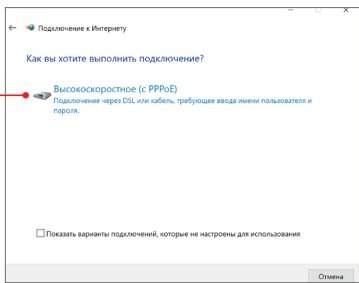 Подключение к Интернету
Как вы хотите выполнить подключение?
Высокоскоростное (с PPPoE)
Подключение через DSL или кабель, требующее ввода имени пользователя и
пароля.
Показать варианты подключений, которые не настроены для использования
Отмена